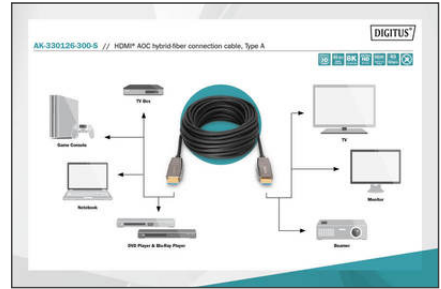 DIGITUS®
AK-330126-300-S // HDMI® AOC hybrid-fiber connection cable, Type A
8K
TV Box
Game Console
TV
Notebook
Monitor
DVD Player & Blu-Ray Player
Beamer